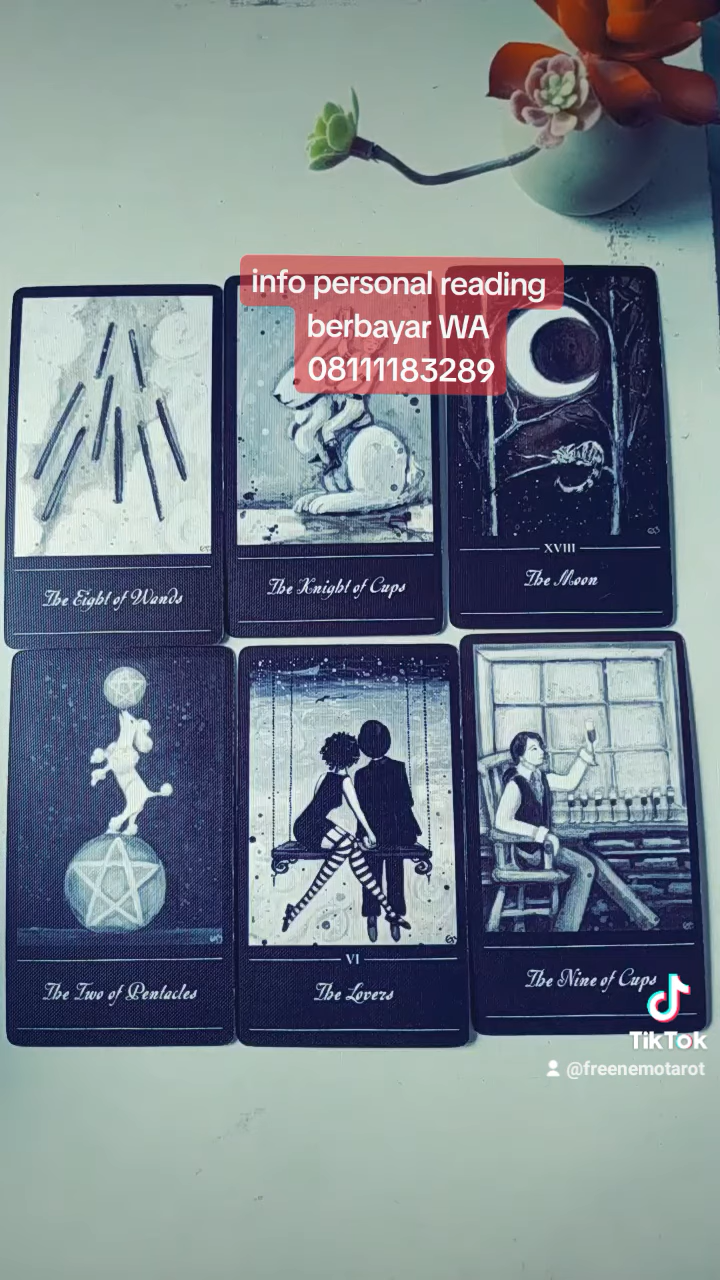 info personal reading
berbayar WA
08111183289
XVIII
The Eight of Wands
The Knight of Cups
The Moon
VI
The Two of Pentacles
The Lovers
The Nine of Cups
TikTok
@freenemotarot